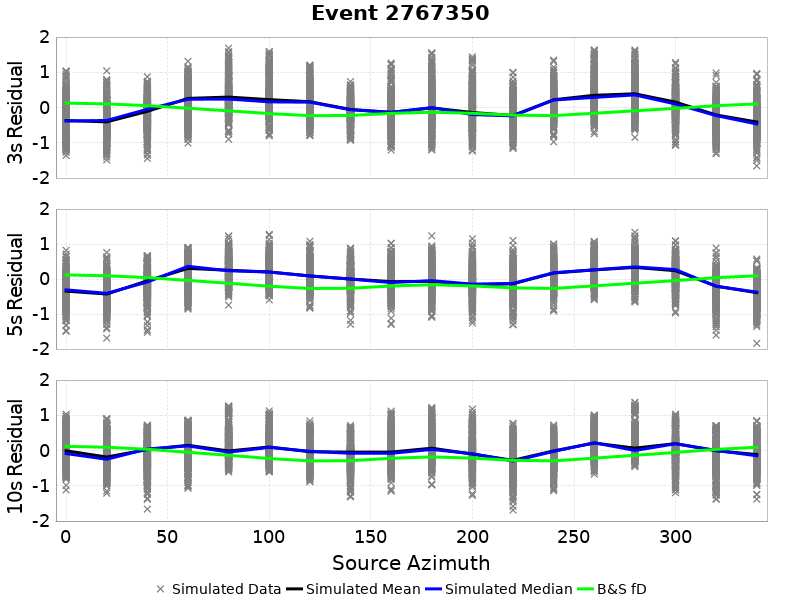 Event 2767350
3s Residual
2
1
0
-1
-2
5s Residual
2
1
0
-1
-2
10s Residual
2
1
0
-1
-2
0 50 100 150 200 250 300
Source Azimuth
Simulated Data Simulated Mean Simulated Median B&S fD